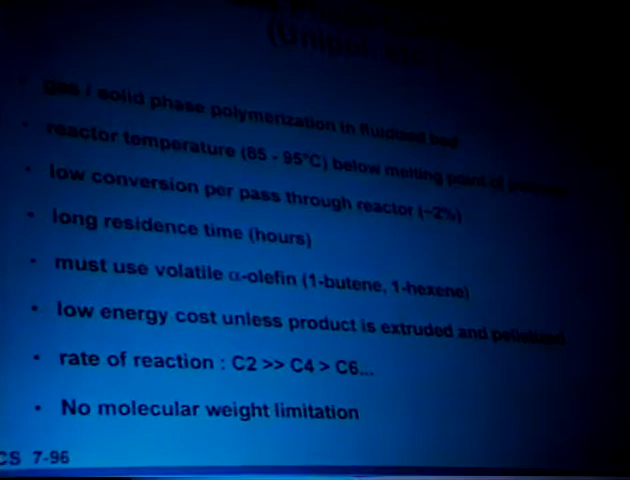 (Unipol
gas / solid phase polymerization in fluidized bed
• reactor temperature (85 - 95°C) below melting point of
• low conversion per pass through reactor (~2%)
• long residence time (hours)
• must use volatile α-olefin (1-butene, 1-hexene)
• low energy cost unless product is extruded and pelletized
• rate of reaction : C2 >> C4 > C6...
• No molecular weight limitation
CS 7-96